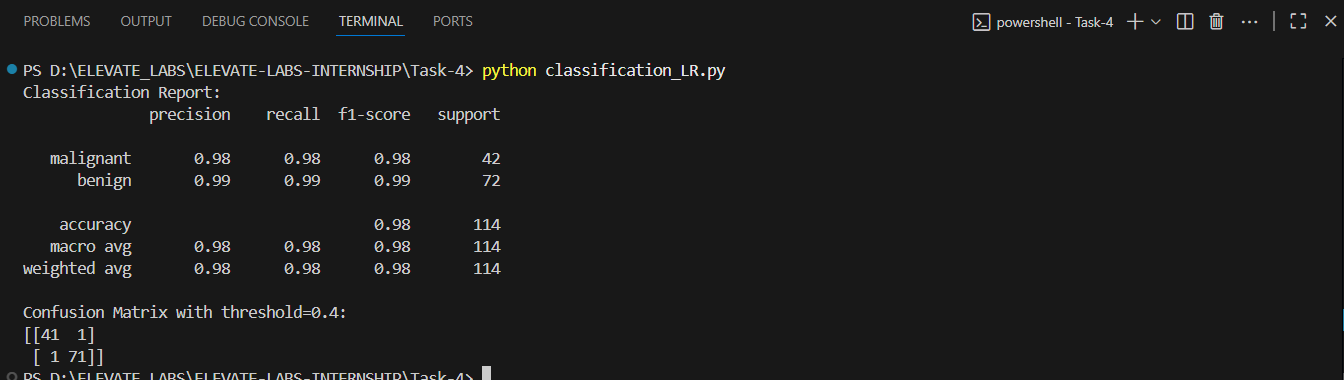 PROBLEMS OUTPUT DEBUG CONSOLE TERMINAL PORTS powershell - Task-4
PS D:\ELEVATE_LABS\ELEVATE-LABS-INTERNSHIP\Task-4> python classification_LR.py
Classification Report:
precision recall f1-score support
malignant 0.98 0.98 0.98 42
benign 0.99 0.99 0.99 72
accuracy 0.98 114
macro avg 0.98 0.98 0.98 114
weighted avg 0.98 0.98 0.98 114
Confusion Matrix with threshold=0.4:
[[41 1]
[ 1 71]]
PS D:\ELEVATE_LABS\ELEVATE-LABS-INTERNSHIP\Task-4>